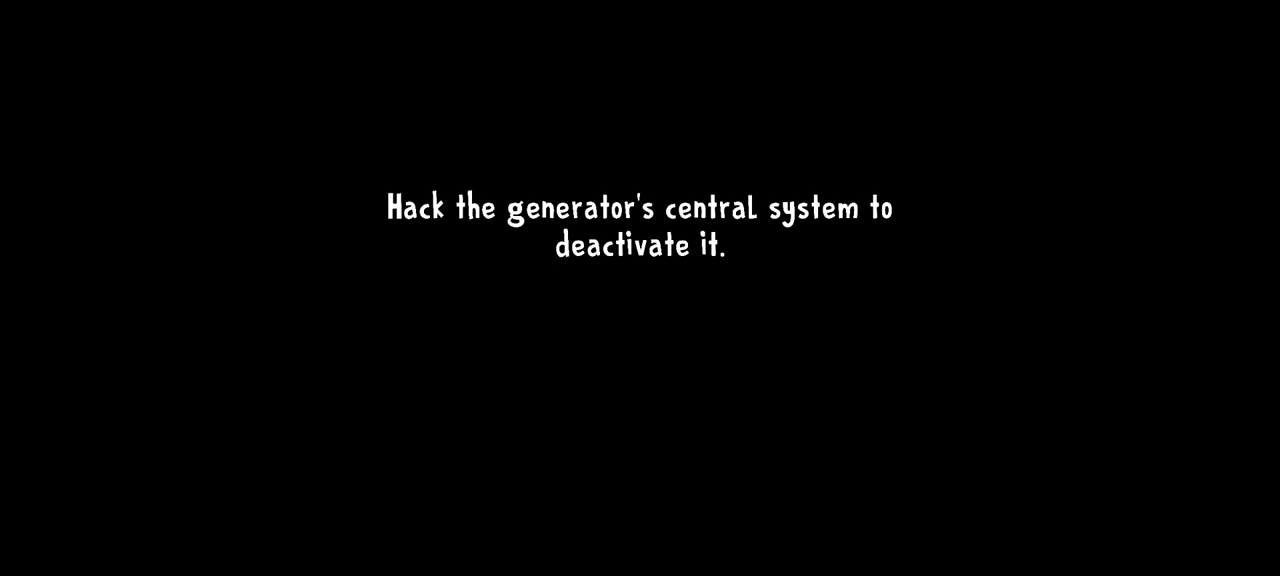 Hack the generator's central system to
deactivate it.